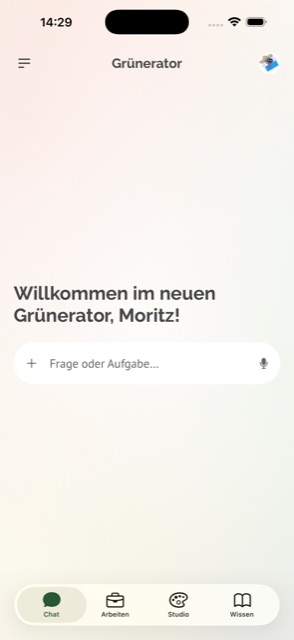 14:29
Grünerator
Willkommen im neuen
Grünerator, Moritz!
Frage oder Aufgabe...
Chat
Arbeiten
Studio
Wissen